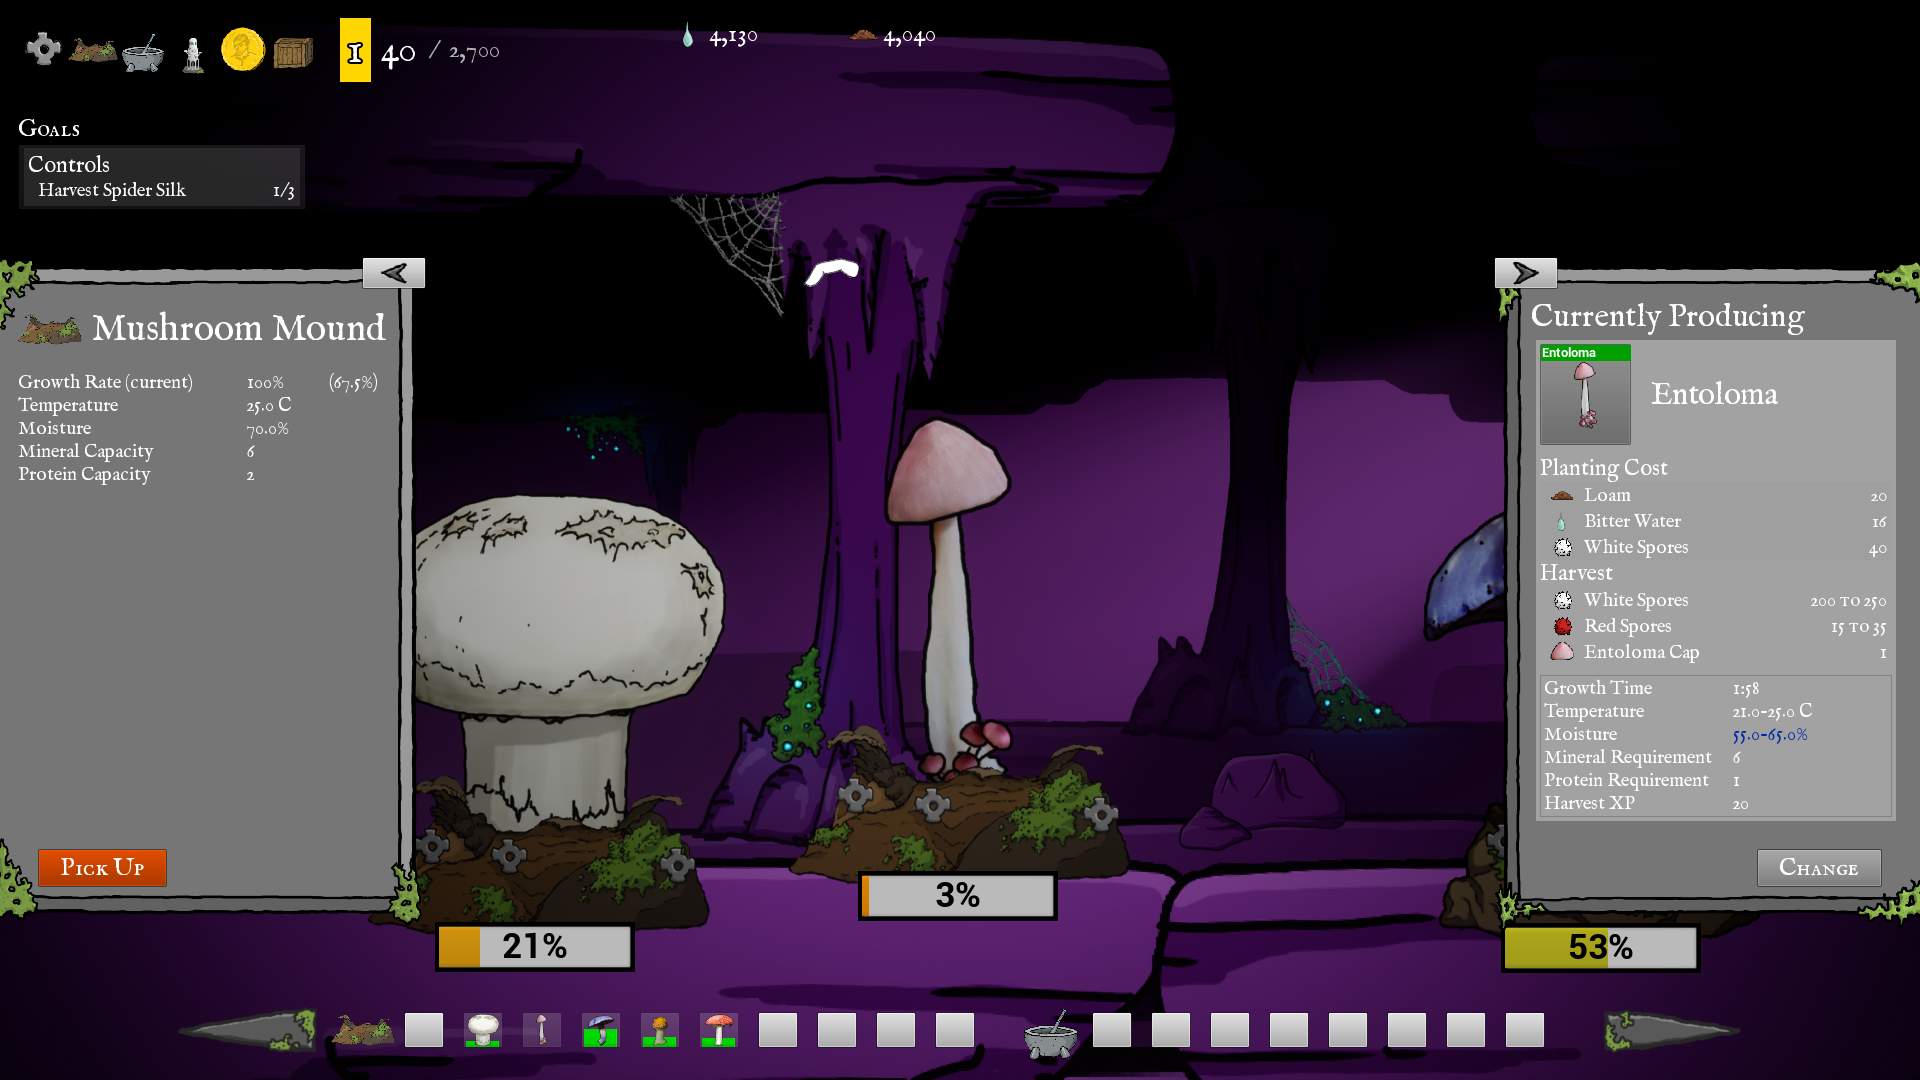 1 40 / 2,700
4,130
4,040
Goals
Controls
Harvest Spider Silk 1/3
Mushroom Mound
Growth Rate (current) 100% (67.5%)
Temperature 25.0 C
Moisture 70.0%
Mineral Capacity 6
Protein Capacity 2
Pick Up
Currently Producing
Entoloma
Entoloma
Planting Cost
Loam 20
Bitter Water 16
White Spores 40
Harvest
White Spores 200 to 250
Red Spores 15 to 35
Entoloma Cap 1
Growth Time 1:58
Temperature 21.0-25.0 C
Moisture 55.0-65.0%
Mineral Requirement 6
Protein Requirement 1
Harvest XP 20
Change
21%
3%
53%